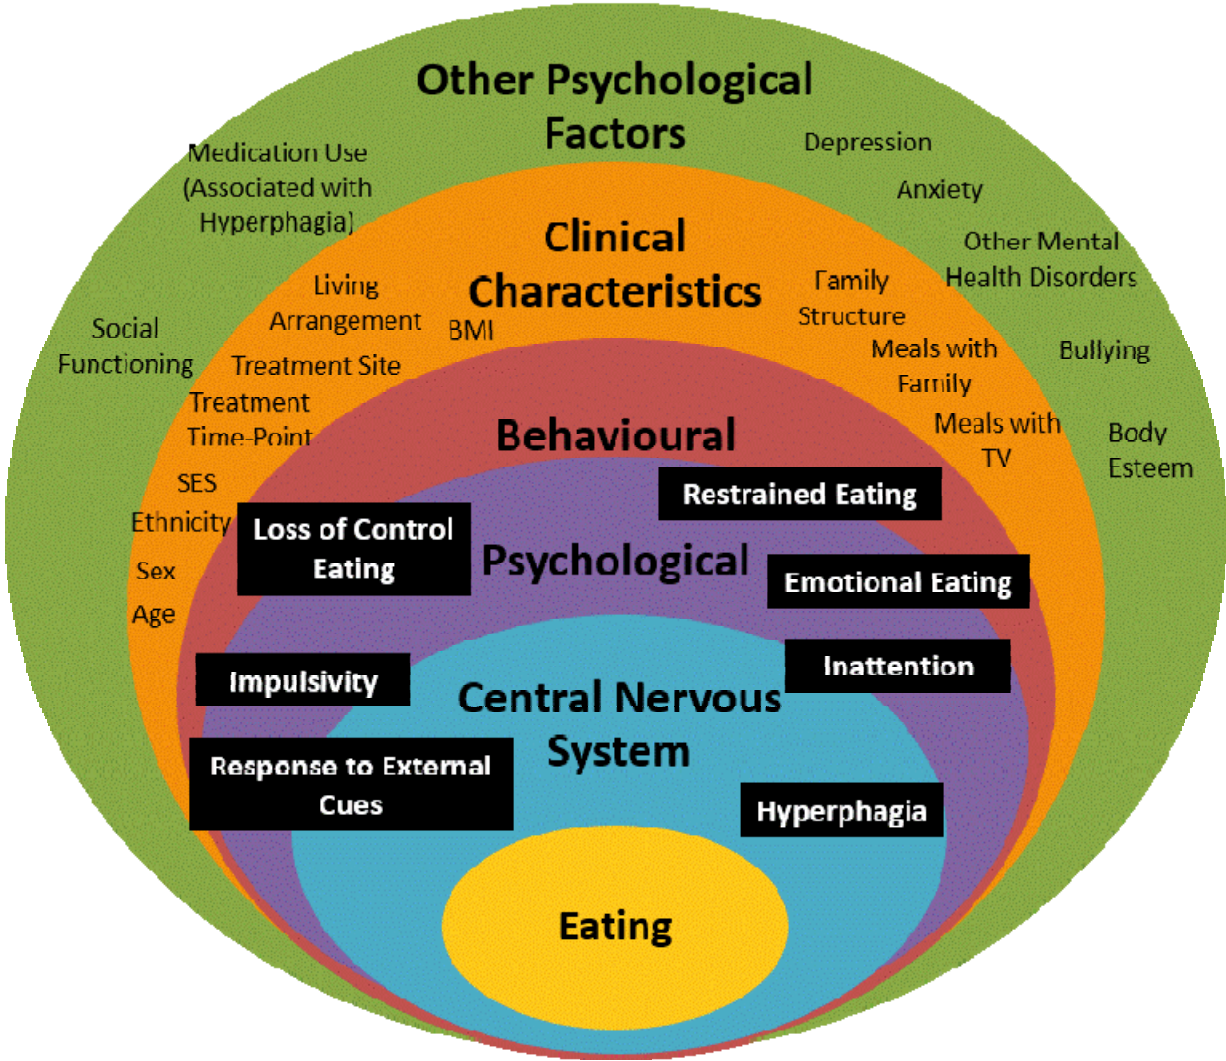 Other Psychological
Factors
Medication Use
(Associated with
Hyperphagia)
Depression
Anxiety
Other Mental
Health Disorders
Social
Functioning
Bullying
Body
Esteem
Clinical
Characteristics
Living
Arrangement
BMI
Treatment Site
Treatment
Time-Point
SES
Ethnicity
Sex
Age
Family
Structure
Meals with
Family
Meals with
TV
Behavioural
Restrained Eating
Loss of Control
Eating
Psychological
Emotional Eating
Impulsivity
Inattention
Central Nervous
System
Response to External
Cues
Hyperphagia
Eating